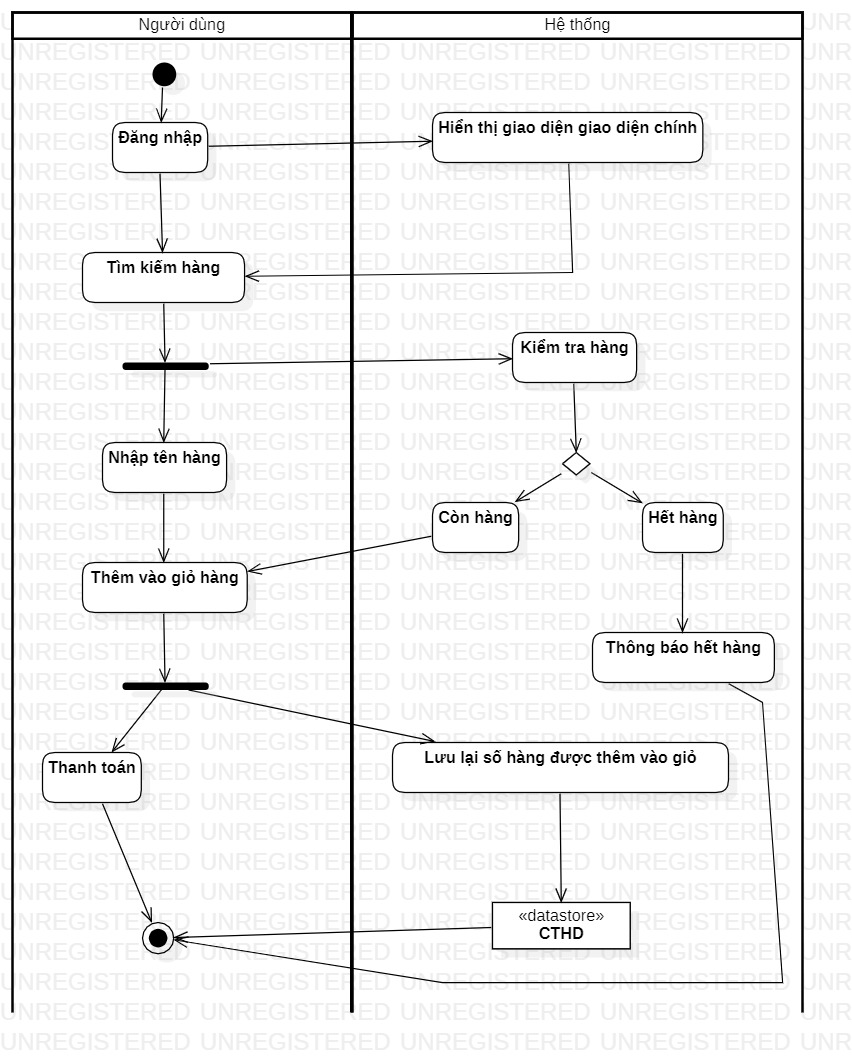 Người dùng
Hệ thống
Đăng nhập
Hiển thị giao diện giao diện chính
Tìm kiếm hàng
Kiểm tra hàng
Nhập tên hàng
Còn hàng
Hết hàng
Thêm vào giỏ hàng
Thông báo hết hàng
Thanh toán
Lưu lại số hàng được thêm vào giỏ
«datastore»
CTHD
UNREGISTERED